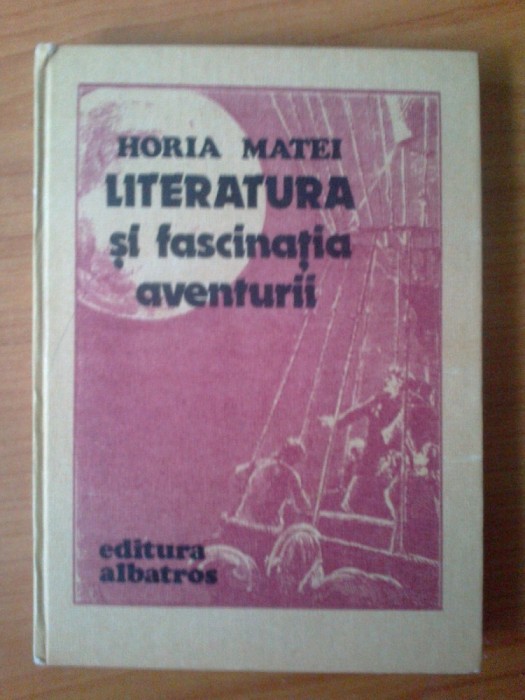 HORIA MATEI
LITERATURA
și fascinația
aventurii
editura
albatros